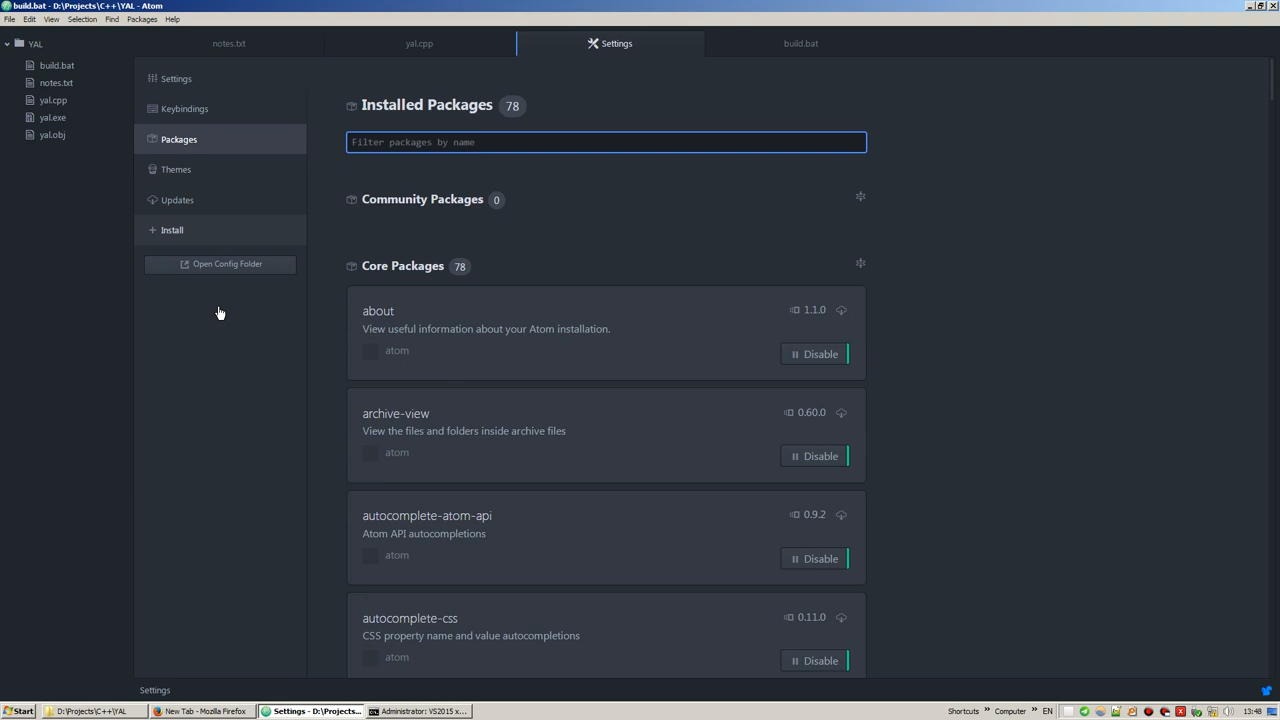 build.bat - D:\Projects\C++\YAL - Atom
File Edit View Selection Find Packages Help
YAL
build.bat
notes.txt
yal.cpp
yal.exe
yal.obj
notes.txt yal.cpp Settings build.bat
Settings
Keybindings
Packages
Themes
Updates
Install
Open Config Folder
Installed Packages 78
Filter packages by name
Community Packages 0
Core Packages 78
about 1.1.0
View useful information about your Atom installation.
atom Disable
archive-view 0.60.0
View the files and folders inside archive files
atom Disable
autocomplete-atom-api 0.9.2
Atom API autocompletions
atom Disable
autocomplete-css 0.11.0
CSS property name and value autocompletions
atom Disable
Settings
Start D:\Projects\C++\YAL New Tab - Mozilla Firefox Settings - D:\Projects... Administrator: VS2015 x... Shortcuts » Computer » EN 13:48